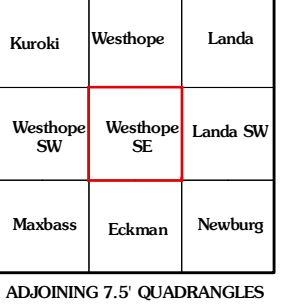 Kuroki
Westhope
Landa
Westhope
SW
Westhope
SE
Landa SW
Maxbass
Eckman
Newburg
ADJOINING 7.5' QUADRANGLES